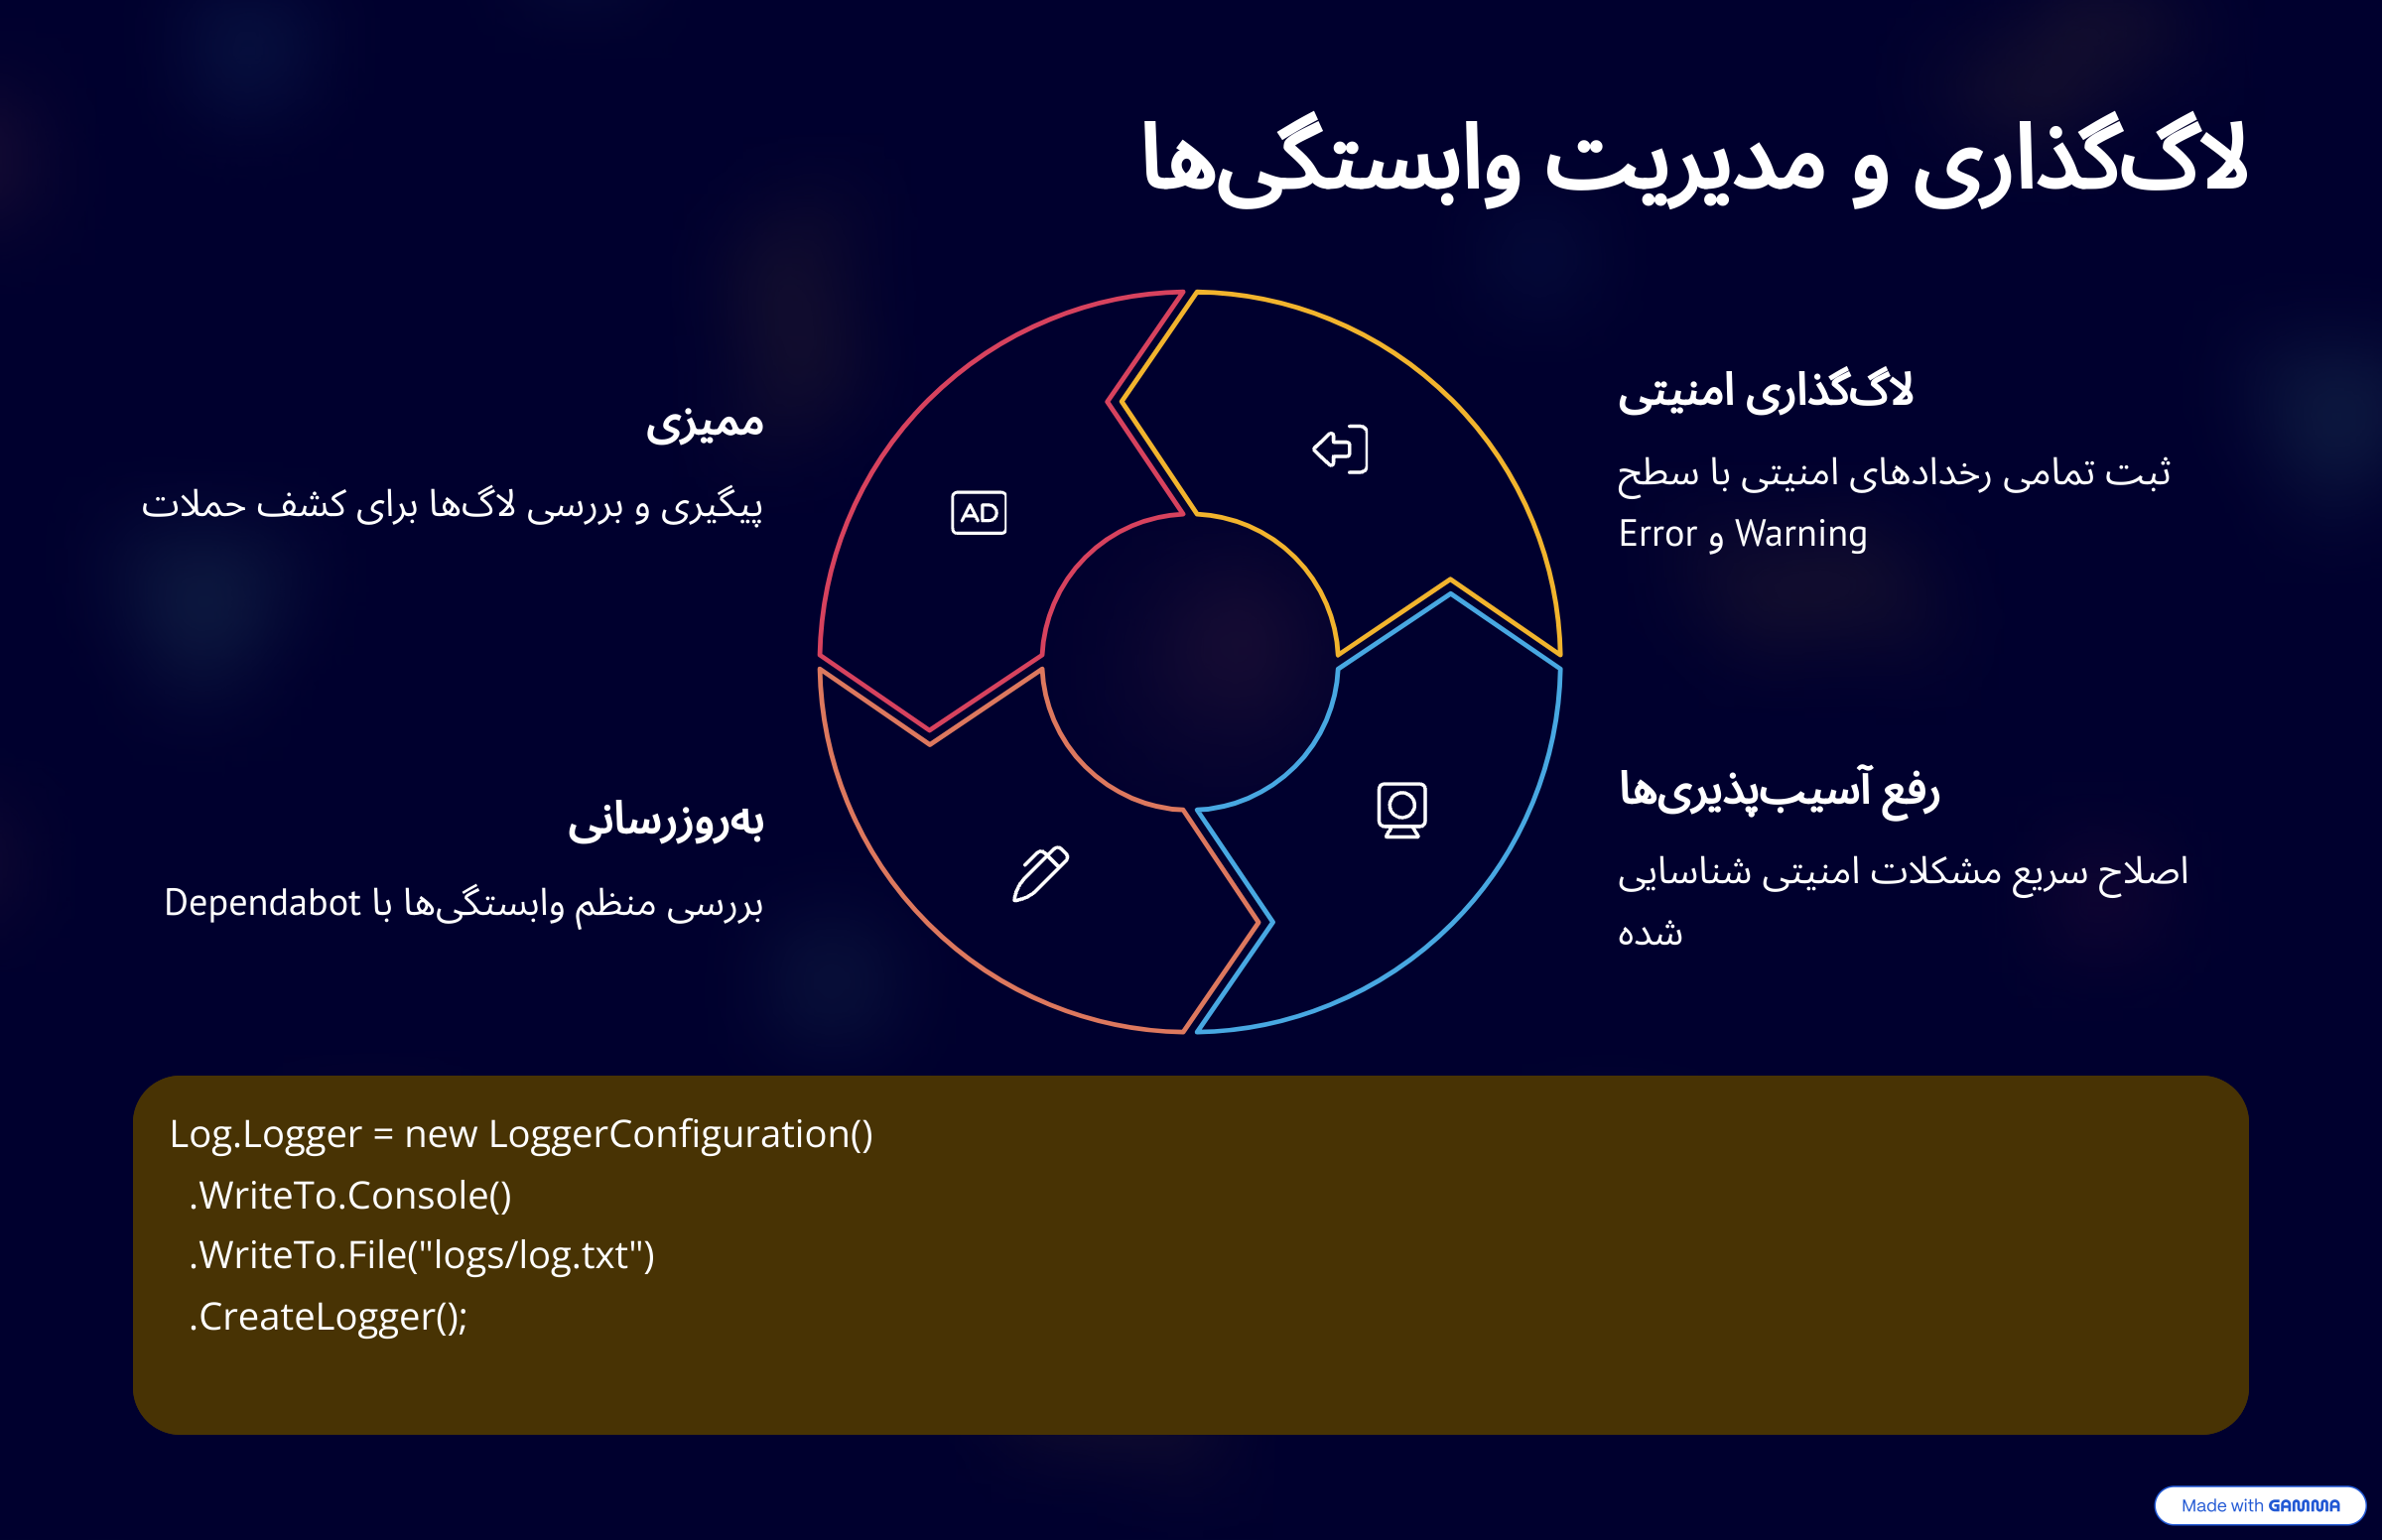 لاگ‌گذاری و مدیریت وابستگی‌ها
لاگ‌گذاری امنیتی
ثبت تمامی رخدادهای امنیتی با سطح
Warning و Error
رفع آسیب‌پذیری‌ها
اصلاح سریع مشکلات امنیتی شناسایی
شده
به‌روزرسانی
بررسی منظم وابستگی‌ها با Dependabot
ممیزی
پیگیری و بررسی لاگ‌ها برای کشف حملات
AD
Log.Logger = new LoggerConfiguration()
  .WriteTo.Console()
  .WriteTo.File("logs/log.txt")
  .CreateLogger();
Made with GAMMA